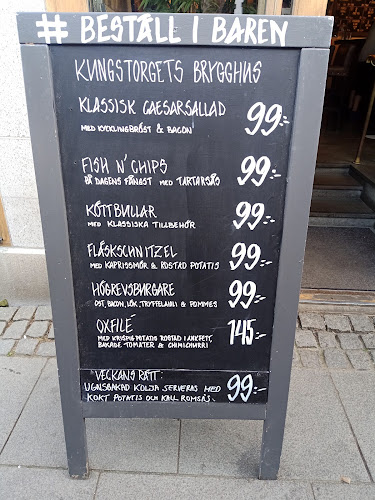 # BESTÄLL I BAREN
KUNGSTORGETS BRYGGHUS
KLASSISK CAESARSALLAD 99:-
MED KYCKLINGBRÖST & BACON
FISH N' CHIPS 99:-
PÅ DAGENS FÅNGST MED TARTARSÅS
KÖTTBULLAR 99:-
MED KLASSISKA TILLBEHÖR
FLÄSKSCHNITZEL 99:-
MED KAPRISSMÖR & ROSTAD POTATIS
HÖGREVSBURGARE 99:-
OST, BACON, LÖK, TRYFFELMAJ & POMMES
OXFILÉ 145:-
MED KRISPIG POTATIS ROSTAD I ANKFETT,
BAKADE TOMATER & CHIMICHURRI
VECKANS RÄTT: 99:-
UGNSBAKAD KOLJA SERVERAS MED
KOKT POTATIS OCH KALL ROMSÅS.